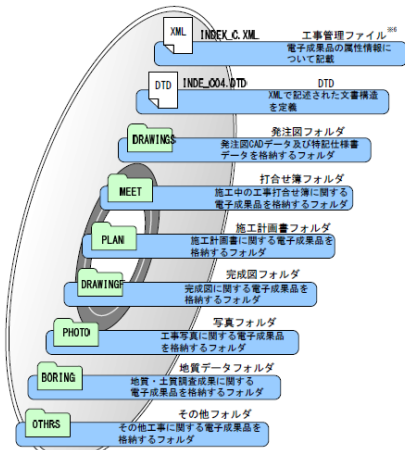 XML
INDEX_C.XML
工事管理ファイル※6
電子成果品の属性情報に
ついて記載
DTD
INDE_C04.DTD
DTD
XMLで記述された文書構造
を定義
DRAWINGS
発注図フォルダ
発注図CADデータ及び特記仕様書
データを格納するフォルダ
MEET
打合せ簿フォルダ
施工中の工事打合せ簿に関する
電子成果品を格納するフォルダ
PLAN
施工計画書フォルダ
施工計画書に関する電子成果品を
格納するフォルダ
DRAWINGF
完成図フォルダ
完成図に関する電子成果品を
格納するフォルダ
PHOTO
写真フォルダ
工事写真に関する電子成果品
を格納するフォルダ
BORING
地質データフォルダ
地質・土質調査成果に関する
電子成果品を格納するフォルダ
OTHRS
その他フォルダ
その他工事に関する電子成果品を
格納するフォルダ